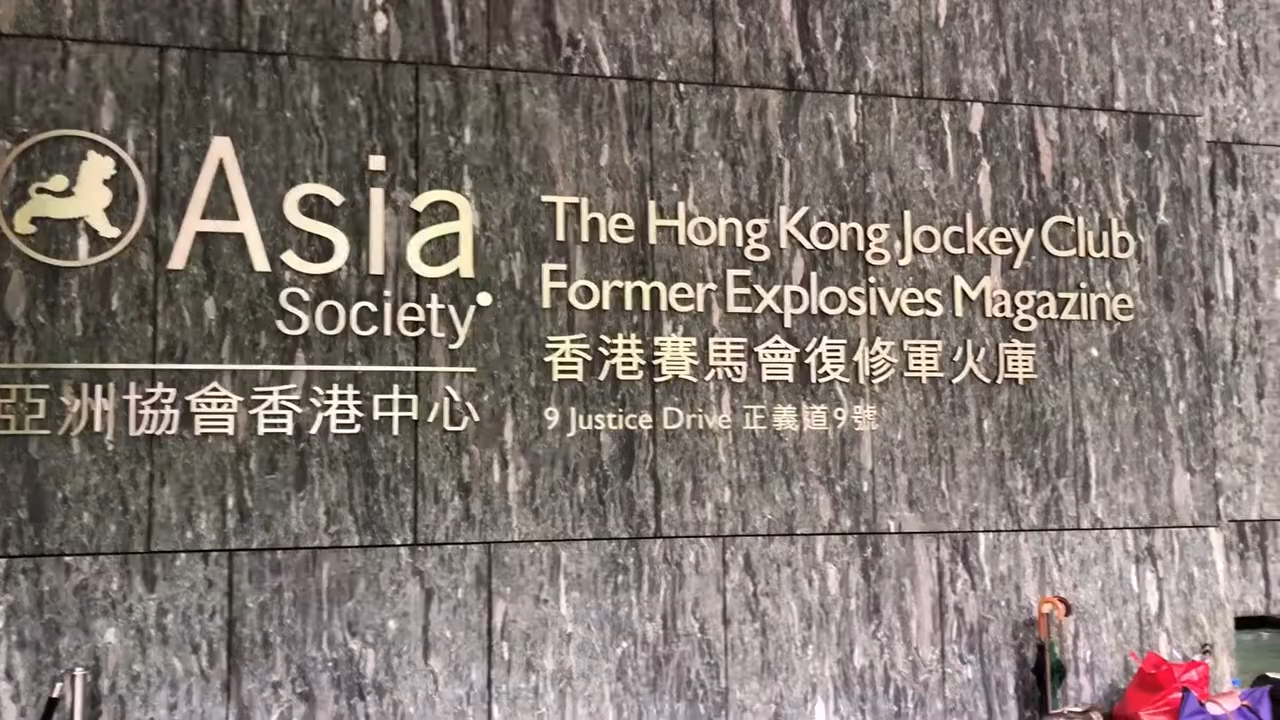 Asia
Society
亞洲協會香港中心
The Hong Kong Jockey Club
Former Explosives Magazine
香港賽馬會復修軍火庫
9 Justice Drive 正義道9號